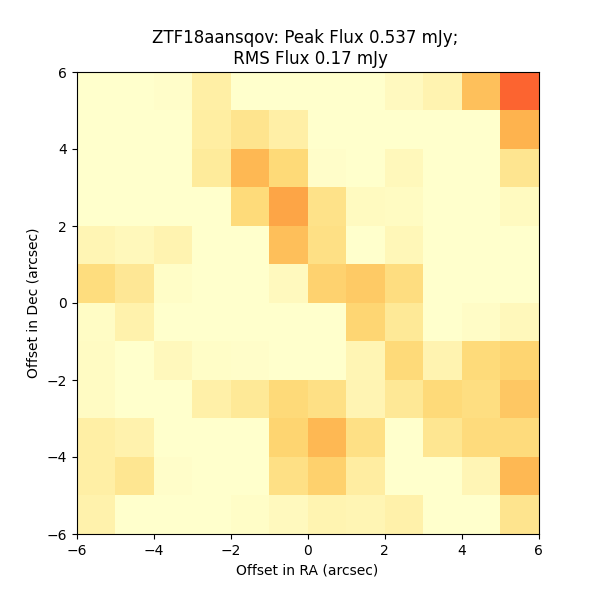 ZTF18aansqov: Peak Flux 0.537 mJy;
RMS Flux 0.17 mJy
6
4
2
0
−2
−4
−6
Offset in Dec (arcsec)
−6 −4 −2 0 2 4 6
Offset in RA (arcsec)